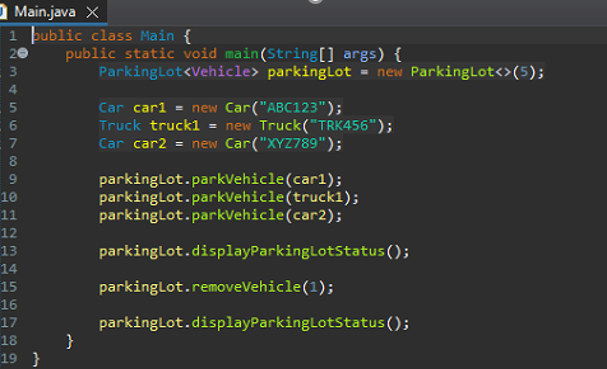 Main.java
1 public class Main {
2 public static void main(String[] args) {
3 ParkingLot<Vehicle> parkingLot = new ParkingLot<>(5);
4
5 Car car1 = new Car("ABC123");
6 Truck truck1 = new Truck("TRK456");
7 Car car2 = new Car("XYZ789");
8
9 parkingLot.parkVehicle(car1);
10 parkingLot.parkVehicle(truck1);
11 parkingLot.parkVehicle(car2);
12
13 parkingLot.displayParkingLotStatus();
14
15 parkingLot.removeVehicle(1);
16
17 parkingLot.displayParkingLotStatus();
18 }
19 }